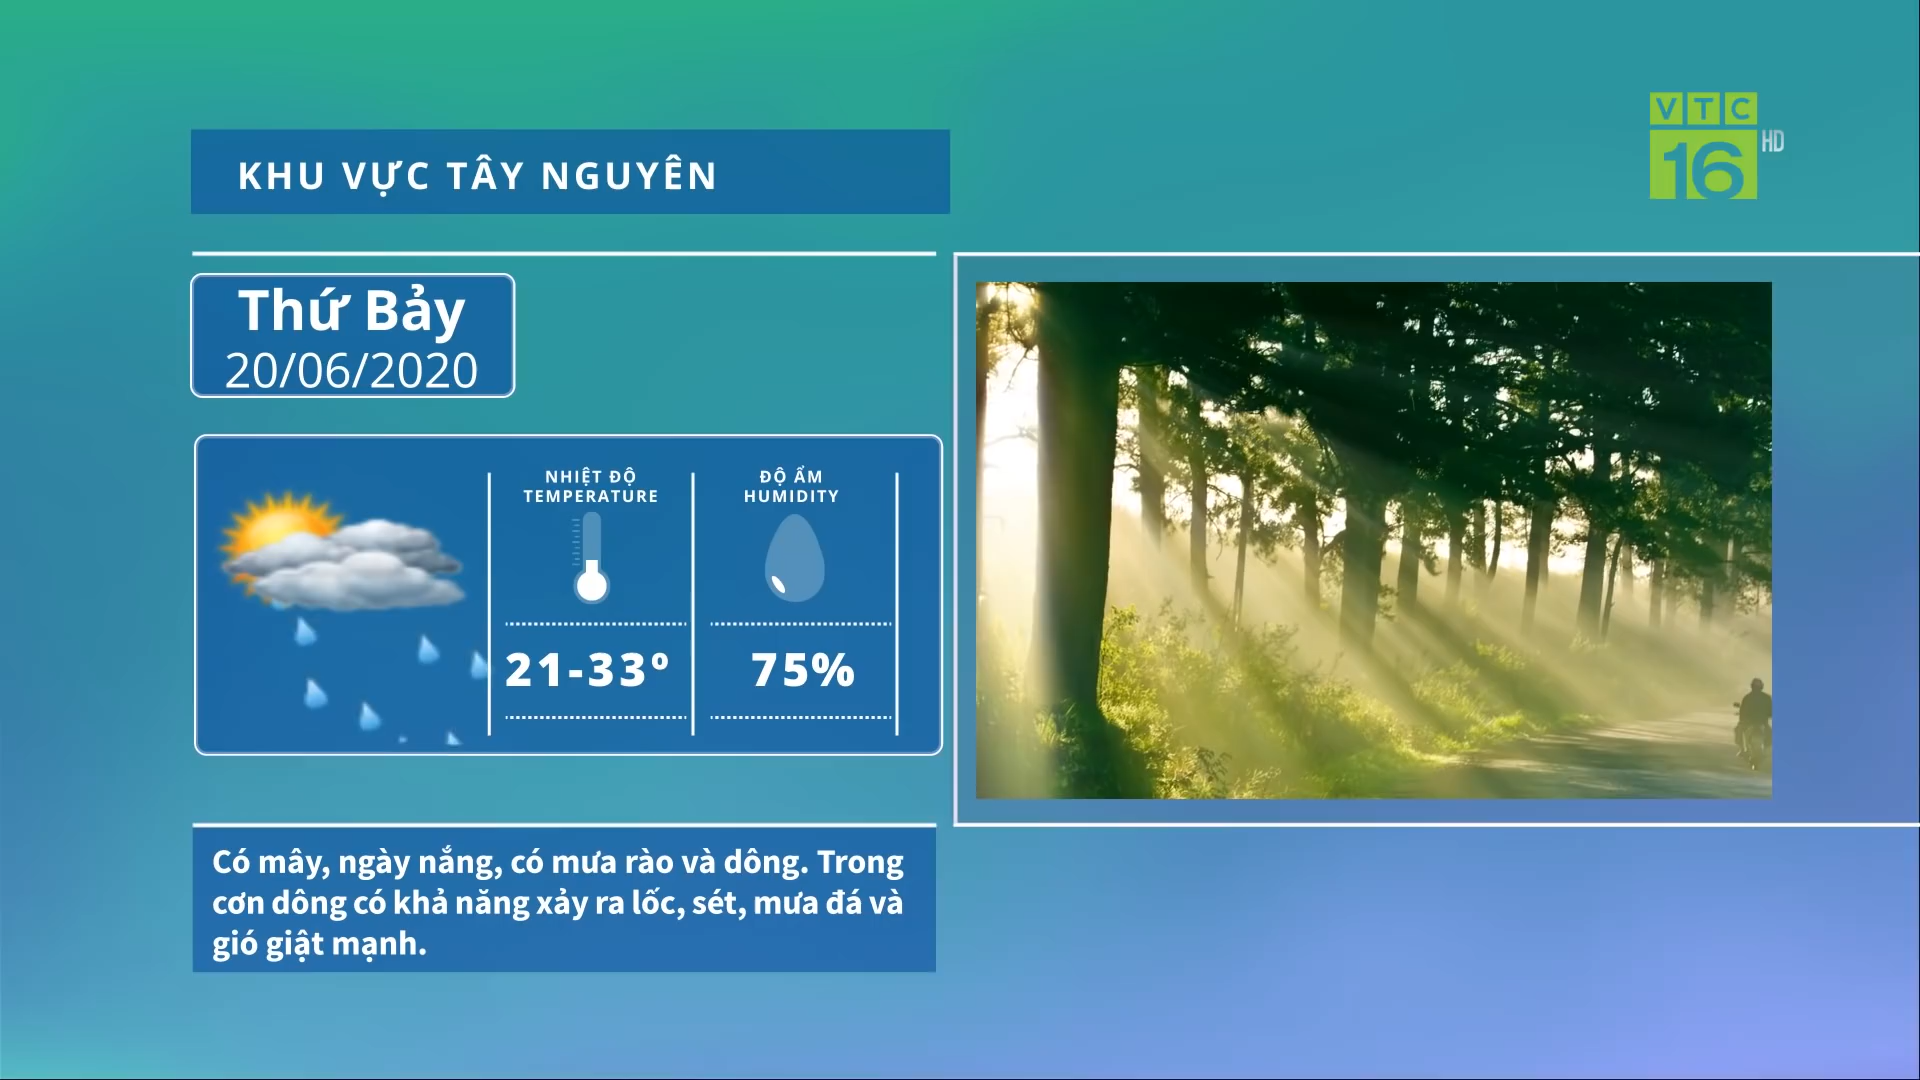 VTC
16 HD
KHU VỰC TÂY NGUYÊN
Thứ Bảy
20/06/2020
NHIỆT ĐỘ
TEMPERATURE
21-33º
ĐỘ ẨM
HUMIDITY
75%
Có mây, ngày nắng, có mưa rào và dông. Trong
cơn dông có khả năng xảy ra lốc, sét, mưa đá và
gió giật mạnh.